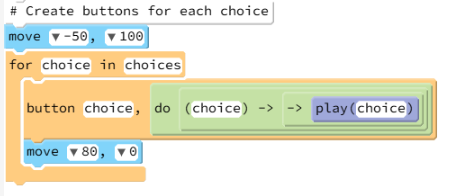 # Create buttons for each choice
move ▼-50, ▼100
for choice in choices
button choice, do (choice) -> -> play(choice)
move ▼80, ▼0